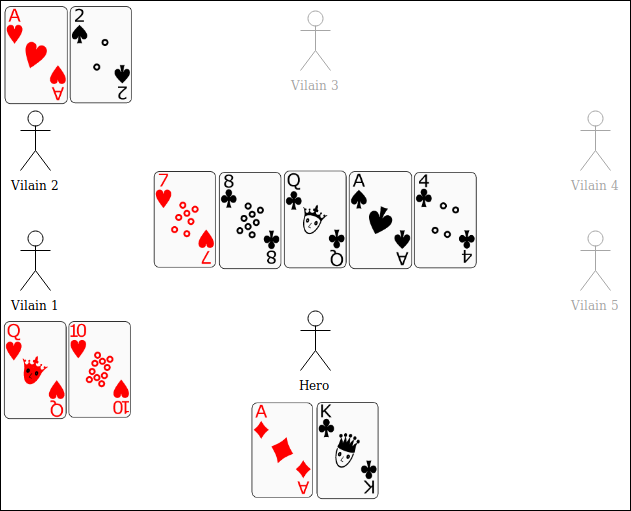 A 2
2
A
Vilain 3
Vilain 2
Vilain 4
7 8 Q A 4
7 8 Q A 4
Vilain 1
Vilain 5
Q 10
Q 10
Hero
A K
A K